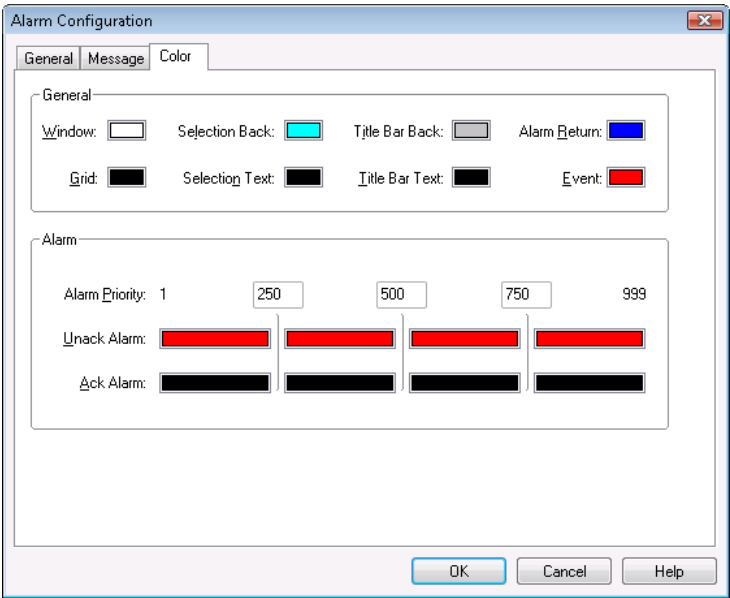 Alarm Configuration
General Message Color
General
Window: Selection Back: Title Bar Back: Alarm Return:
Grid: Selection Text: Title Bar Text: Event:
Alarm
Alarm Priority: 1 250 500 750 999
Unack Alarm:
Ack Alarm:
OK Cancel Help